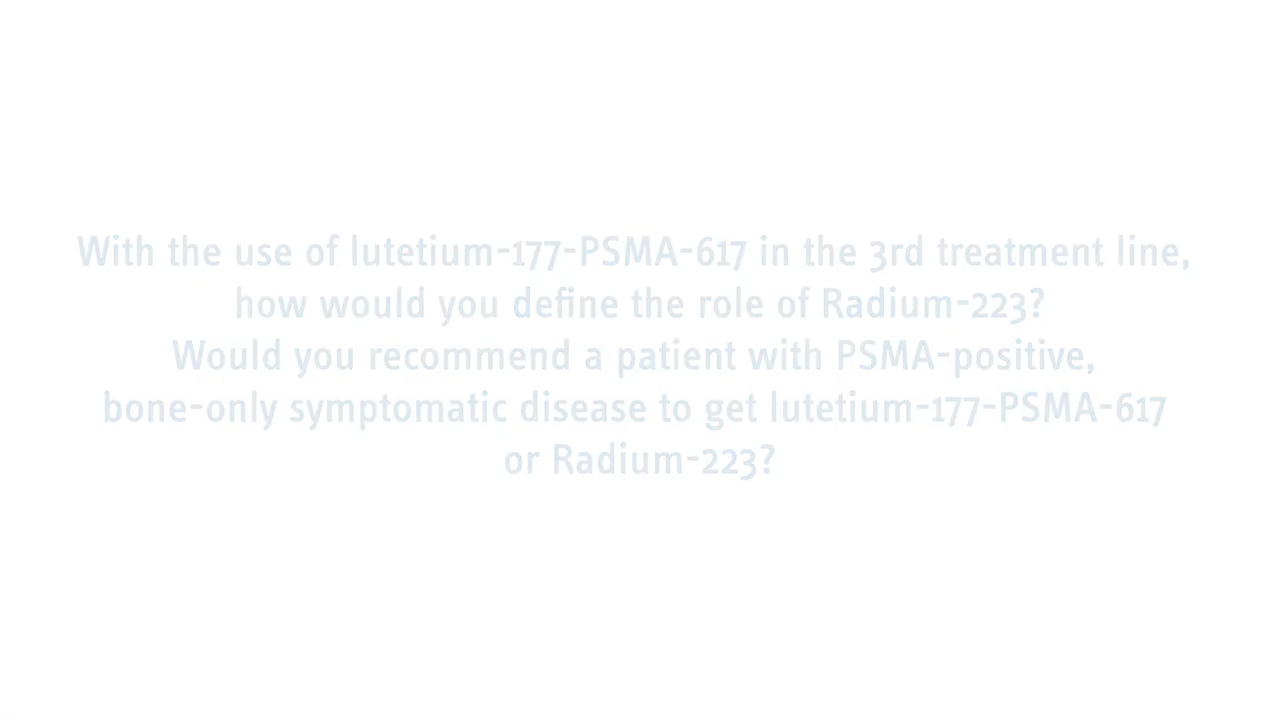 With the use of lutetium-177-PSMA-617 in the 3rd treatment line,
how would you define the role of Radium-223?
Would you recommend a patient with PSMA-positive,
bone-only symptomatic disease to get lutetium-177-PSMA-617
or Radium-223?